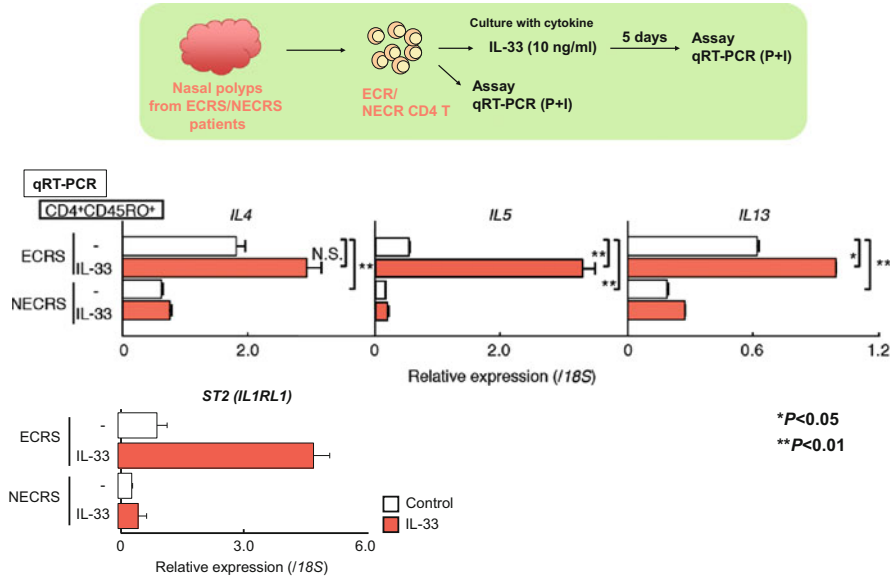 Culture with cytokine
IL-33 (10 ng/ml)
5 days
Assay
qRT-PCR (P+I)
Nasal polyps
from ECRS/NECRS
patients
ECR/
NECR CD4 T
Assay
qRT-PCR (P+I)
qRT-PCR
CD4+CD45RO+
IL4
IL5
IL13
ECRS
-
IL-33
NECRS
-
IL-33
N.S.
**
**
**
*
**
0
2.0
0
2.0
0
0.6
1.2
Relative expression (/18S)
ST2 (IL1RL1)
ECRS
-
IL-33
NECRS
-
IL-33
0
3.0
6.0
Relative expression (/18S)
Control
IL-33
*P<0.05
**P<0.01